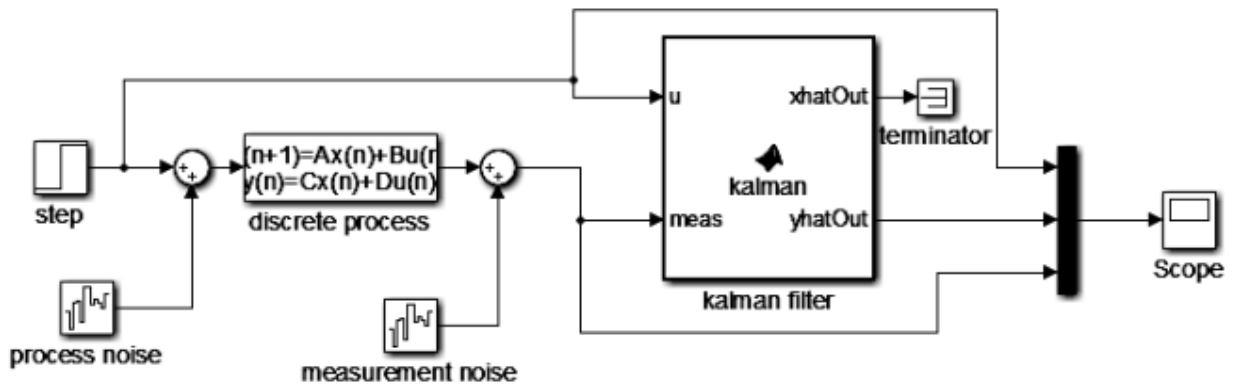 u
xhatOut
terminator
kalman
(n+1)=Ax(n)+Bu(r
y(n)=Cx(n)+Du(n)
discrete process
+
+
+
+
step
meas
yhatOut
kalman filter
Scope
process noise
measurement noise